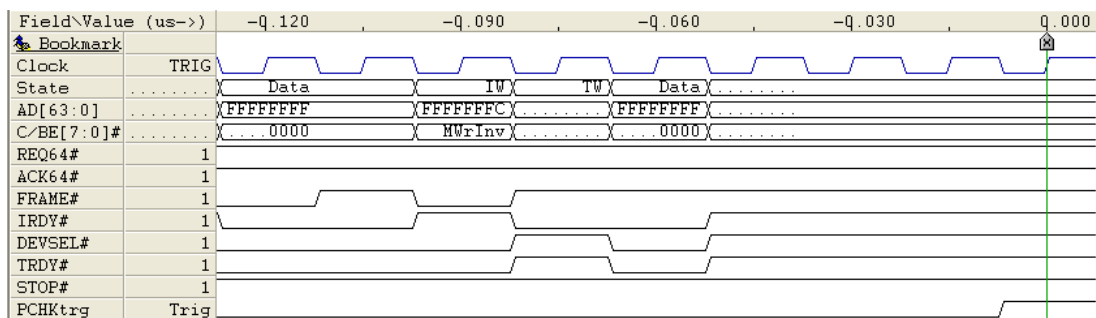 Field\Value (us->) -0.120 -0.090 -0.060 -0.030 0.000
Bookmark
Clock TRIG
State ........ Data IW TW Data ........
AD[63:0] ........ FFFFFFFF FFFFFFFC ........ FFFFFFFF ........
C/BE[7:0]# ........ ....0000 MWrInv ........ ....0000 ........
REQ64# 1
ACK64# 1
FRAME# 1
IRDY# 1
DEVSEL# 1
TRDY# 1
STOP# 1
PCHKtrg Trig